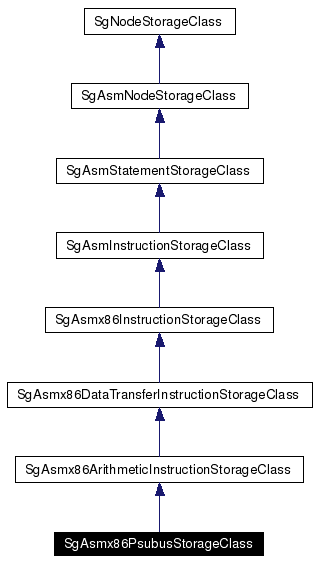 SgNodeStorageClass
SgAsmNodeStorageClass
SgAsmStatementStorageClass
SgAsmInstructionStorageClass
SgAsmx86InstructionStorageClass
SgAsmx86DataTransferInstructionStorageClass
SgAsmx86ArithmeticInstructionStorageClass
SgAsmx86PsubusStorageClass